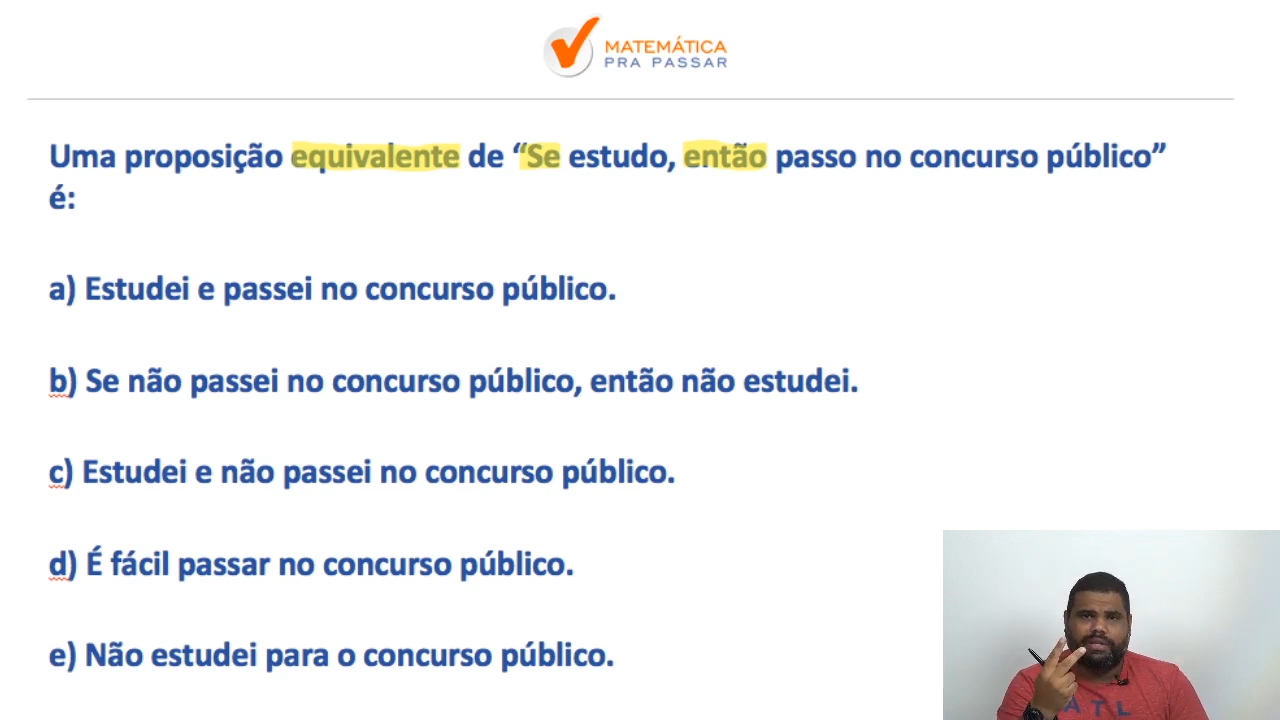 MATEMÁTICA
PRA PASSAR
Uma proposição equivalente de “Se estudo, então passo no concurso público”
é:
a) Estudei e passei no concurso público.
b) Se não passei no concurso público, então não estudei.
c) Estudei e não passei no concurso público.
d) É fácil passar no concurso público.
e) Não estudei para o concurso público.
ATL